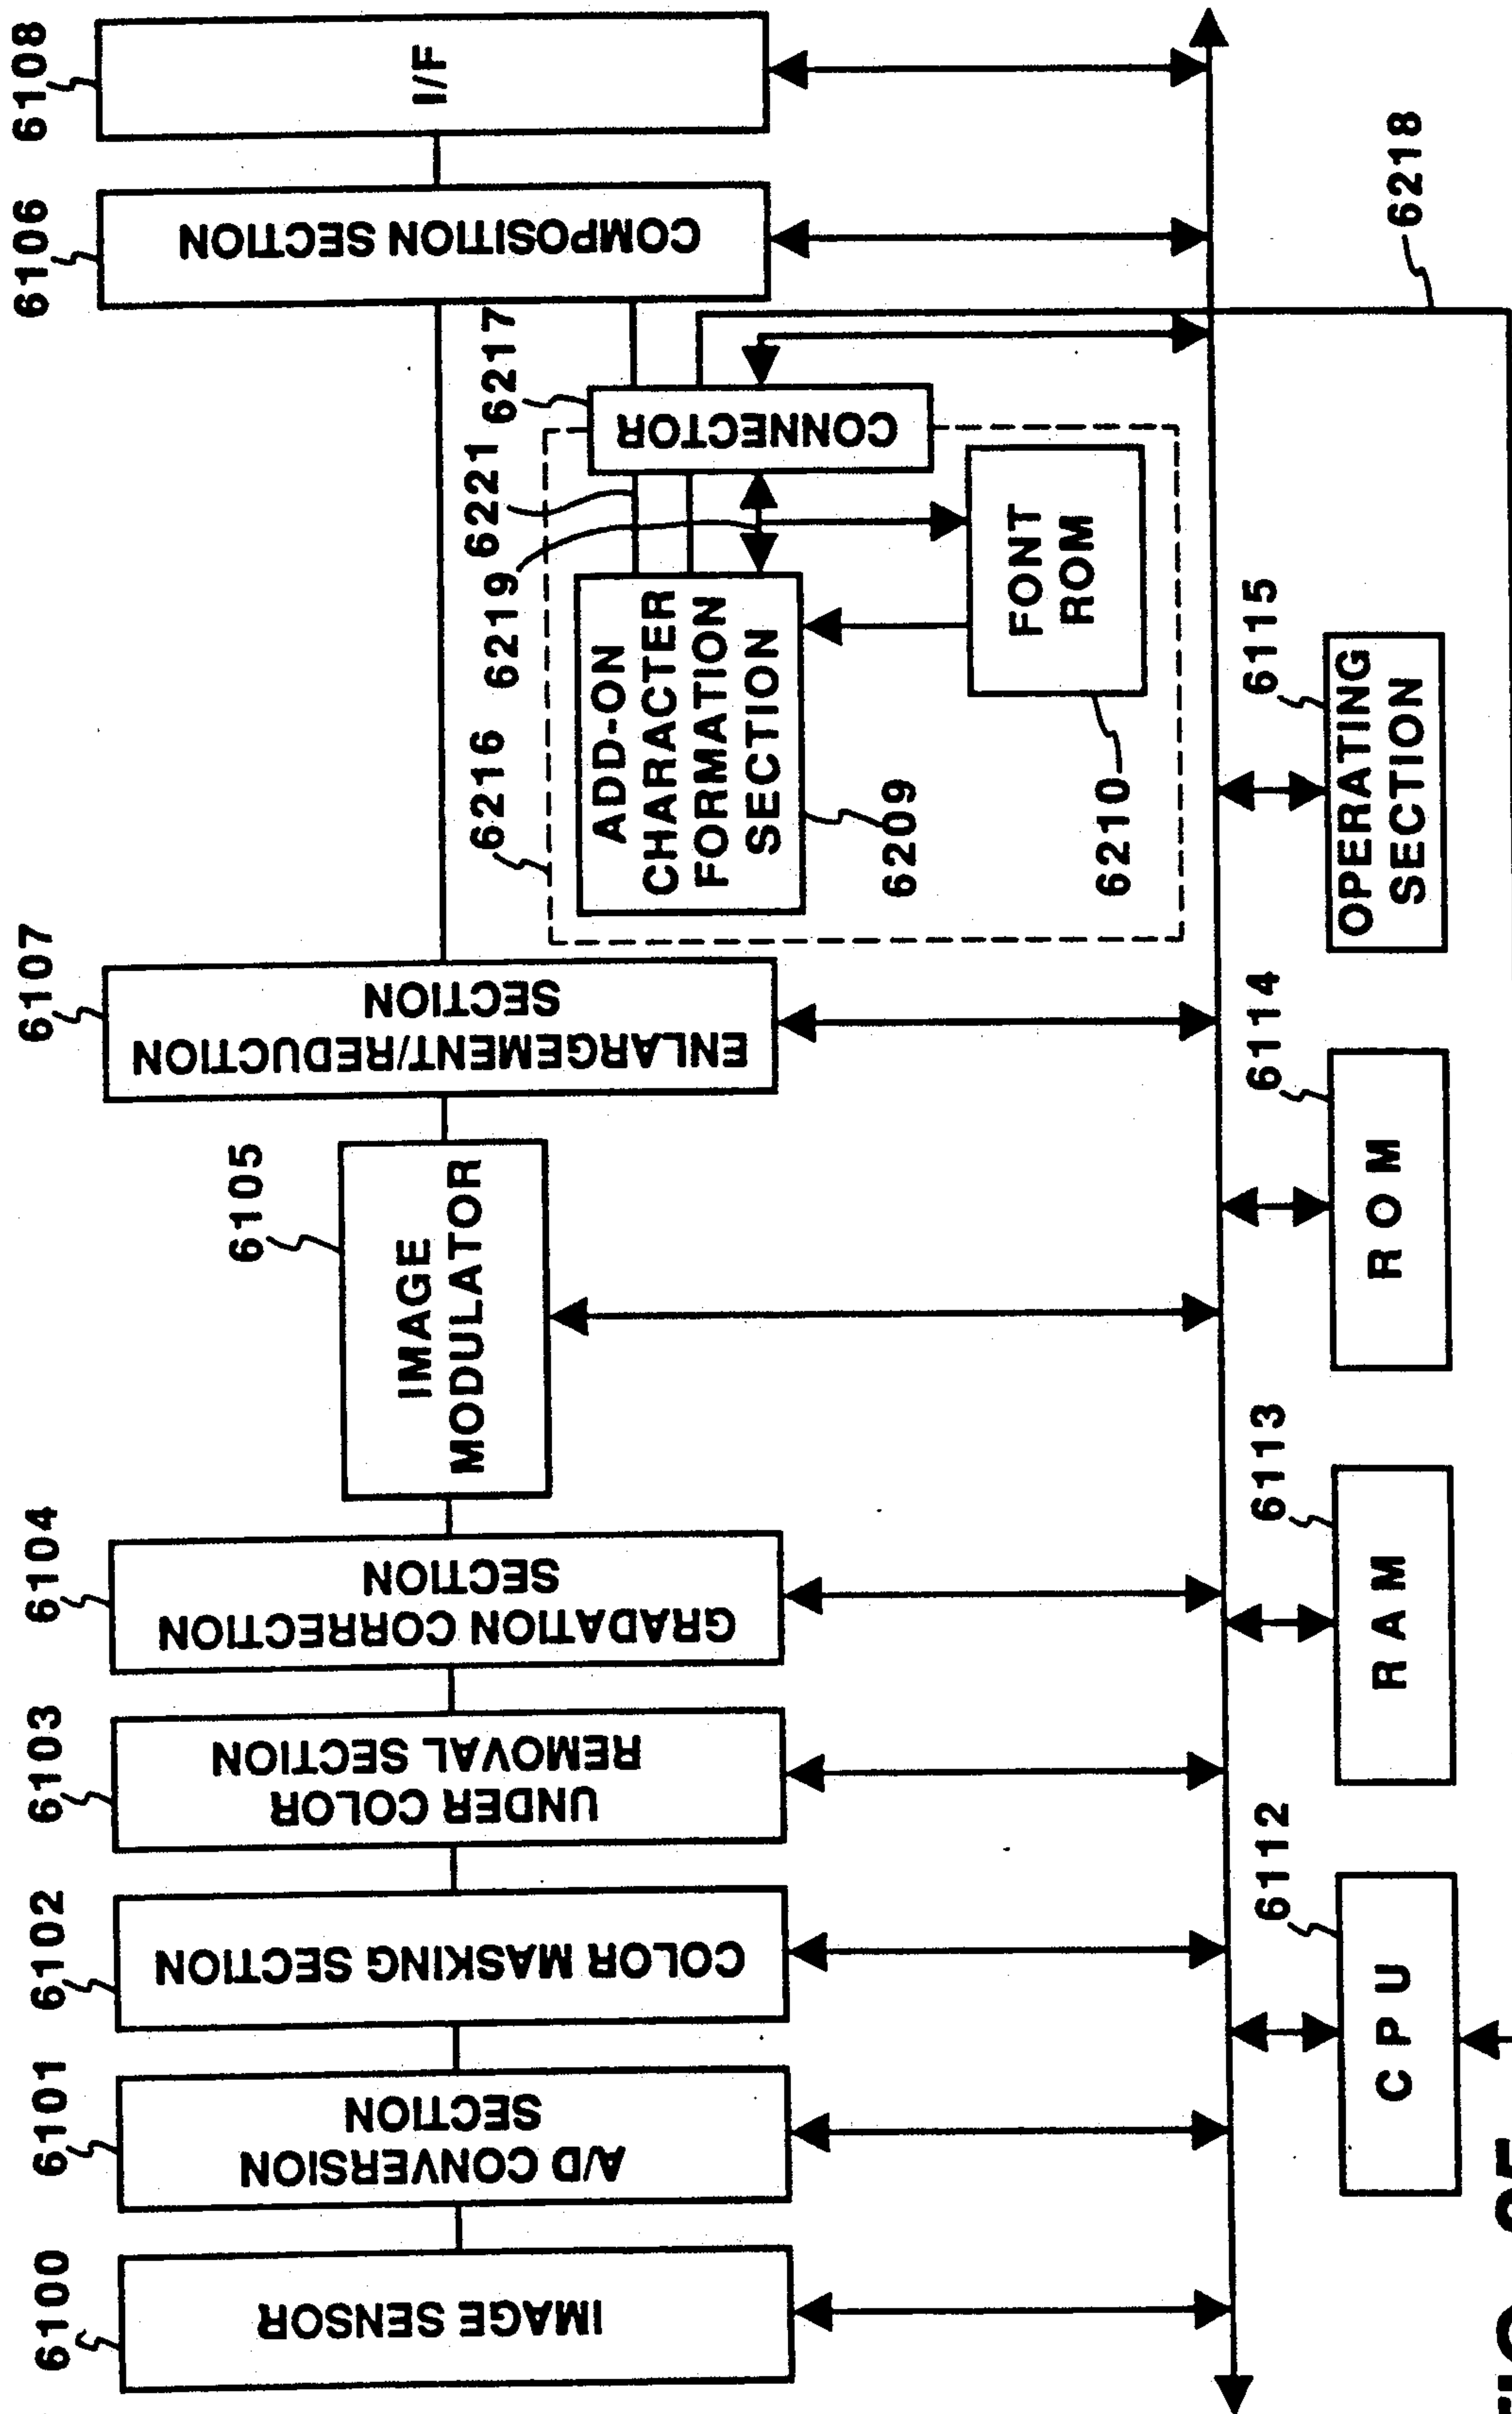 6100
IMAGE SENSOR
6101
A/D CONVERSION
SECTION
6102
COLOR MASKING SECTION
6103
UNDER COLOR
REMOVAL SECTION
6104
GRADATION CORRECTION
SECTION
6105
IMAGE
MODULATOR
6107
ENLARGEMENT/REDUCTION
SECTION
6216
6219
6221
6217
ADD-ON
CHARACTER
FORMATION
SECTION
6209
CONNECTOR
FONT
ROM
6210
6106
COMPOSITION SECTION
6108
I/F
6218
6112
CPU
6113
RAM
6114
ROM
6115
OPERATING
SECTION